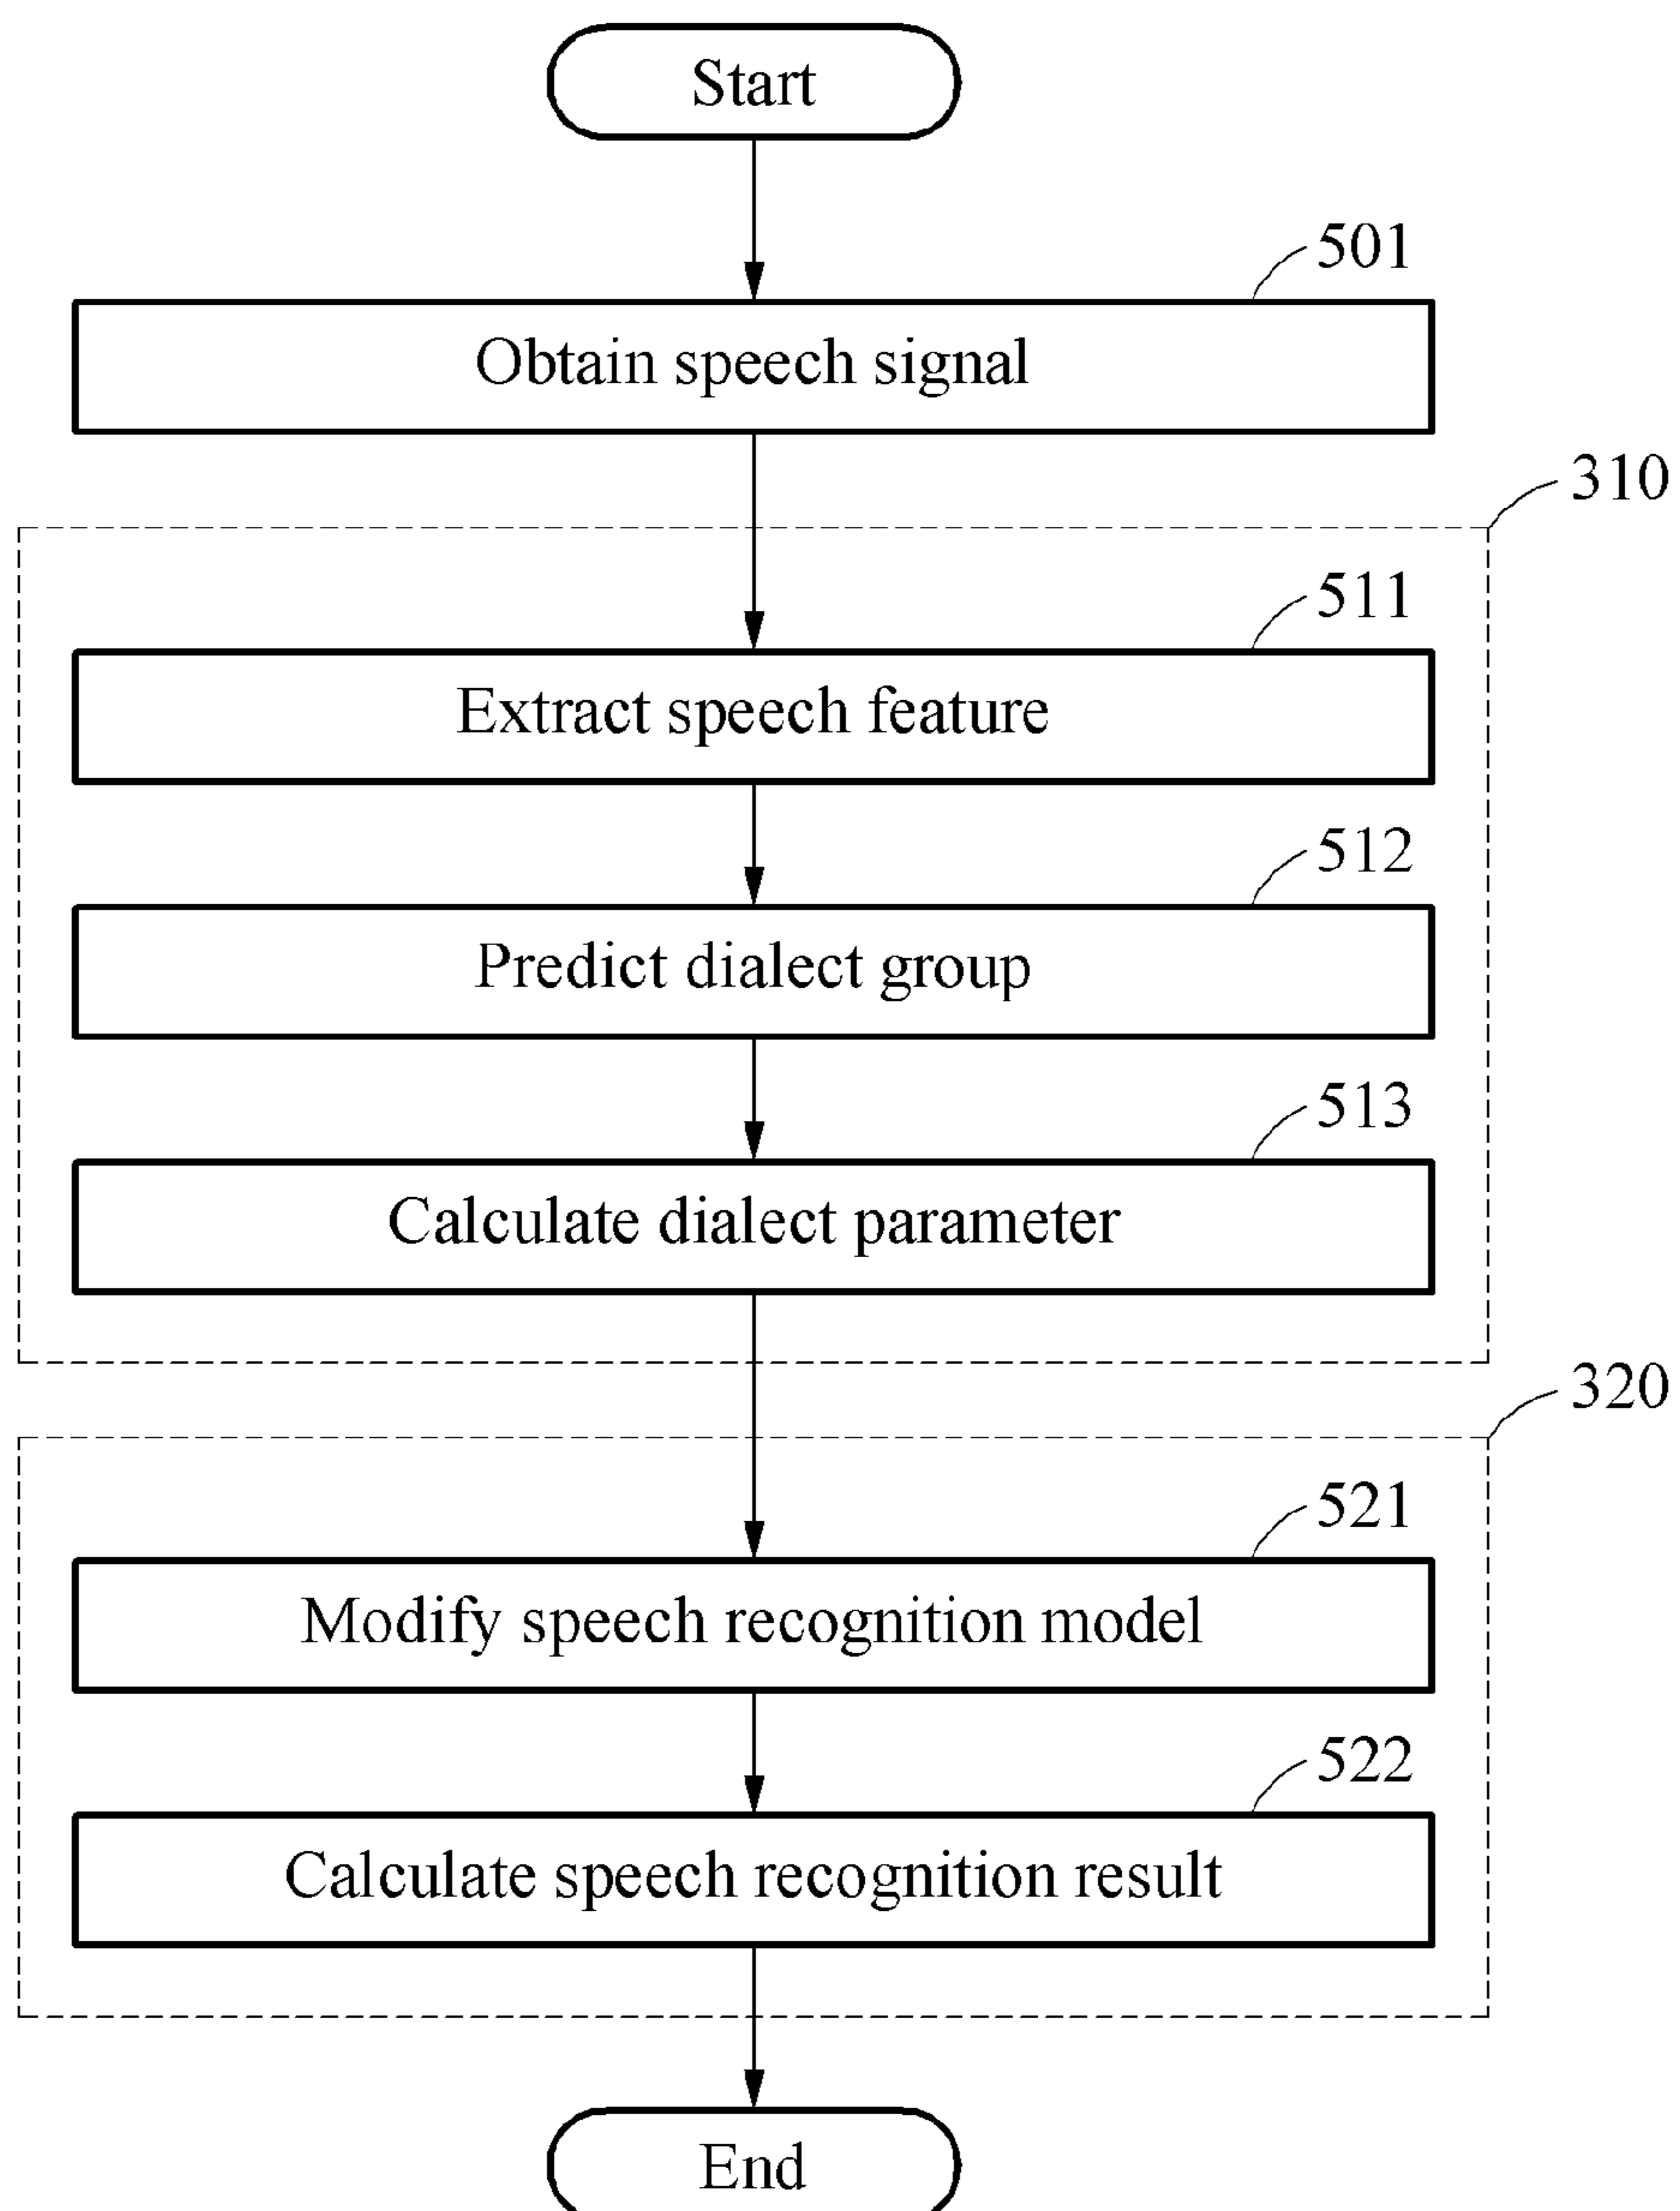 Start
501
Obtain speech signal
310
511
Extract speech feature
512
Predict dialect group
513
Calculate dialect parameter
320
521
Modify speech recognition model
522
Calculate speech recognition result
End